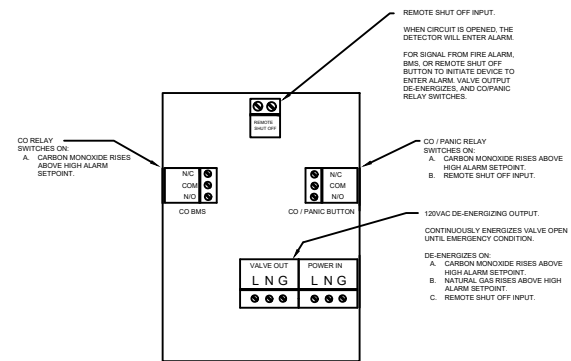 REMOTE SHUT OFF INPUT.
WHEN CIRCUIT IS OPENED, THE
DETECTOR WILL ENTER ALARM.
FOR SIGNAL FROM FIRE ALARM,
BMS, OR REMOTE SHUT OFF
BUTTON TO INITIATE DEVICE TO
ENTER ALARM. VALVE OUTPUT
DE-ENERGIZES, AND CO/PANIC
RELAY SWITCHES.
REMOTE
SHUT OFF
CO RELAY
SWITCHES ON:
A. CARBON MONOXIDE RISES
ABOVE HIGH ALARM
SETPOINT.
N/C
COM
N/O
CO BMS
N/C
COM
N/O
CO / PANIC BUTTON
CO / PANIC RELAY
SWITCHES ON:
A. CARBON MONOXIDE RISES ABOVE
HIGH ALARM SETPOINT.
B. REMOTE SHUT OFF INPUT.
120VAC DE-ENERGIZING OUTPUT.
CONTINUOUSLY ENERGIZES VALVE OPEN
UNTIL EMERGENCY CONDITION.
DE-ENERGIZES ON:
A. CARBON MONOXIDE RISES ABOVE
HIGH ALARM SETPOINT.
B. NATURAL GAS RISES ABOVE HIGH
ALARM SETPOINT.
C. REMOTE SHUT OFF INPUT.
VALVE OUT
L N G
POWER IN
L N G